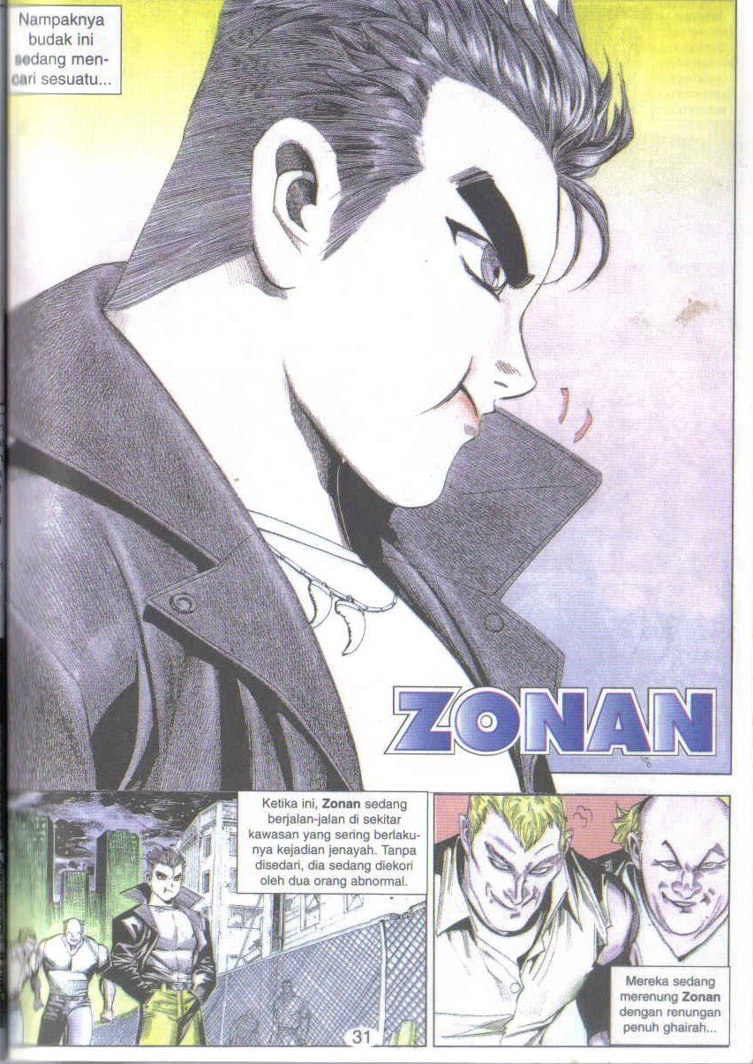 Nampaknya
budak ini
sedang men-
cari sesuatu...
ZONAN
Ketika ini, Zonan sedang
berjalan-jalan di sekitar
kawasan yang sering berlaku-
nya kejadian jenayah. Tanpa
disedari, dia sedang diekori
oleh dua orang abnormal.
Mereka sedang
merenung Zonan
dengan renungan
penuh ghairah...
31